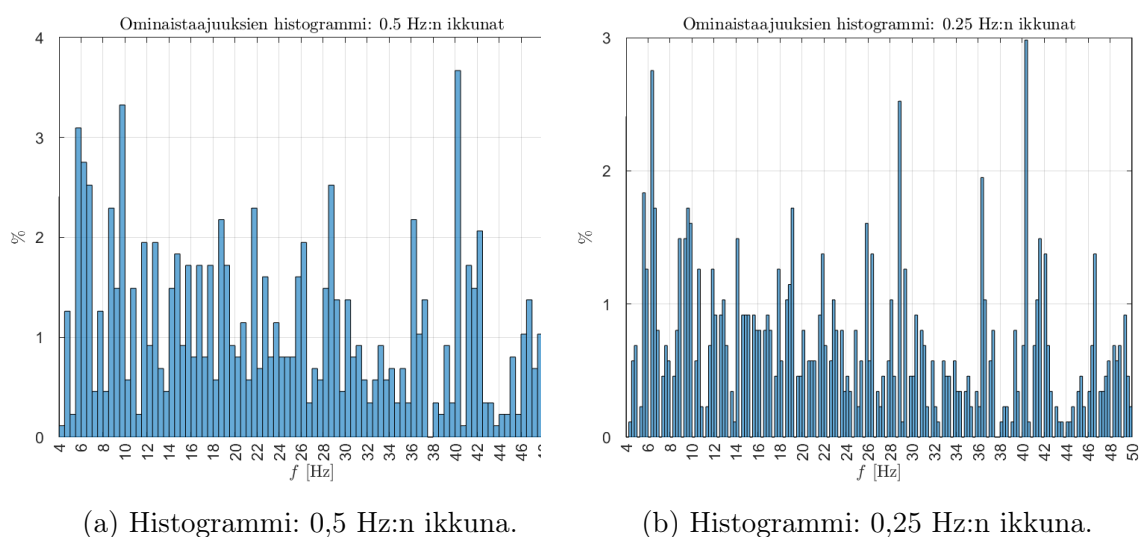 Ominaistaajuuksien histogrammi: 0.5 Hz:n ikkunat
4
3
2
1
0
%
4 6 8 10 12 14 16 18 20 22 24 26 28 30 32 34 36 38 40 42 44 46
f [Hz]
(a) Histogrammi: 0,5 Hz:n ikkuna.
Ominaistaajuuksien histogrammi: 0.25 Hz:n ikkunat
3
2
1
0
%
4 6 8 10 12 14 16 18 20 22 24 26 28 30 32 34 36 38 40 42 44 46 48 50
f [Hz]
(b) Histogrammi: 0,25 Hz:n ikkuna.